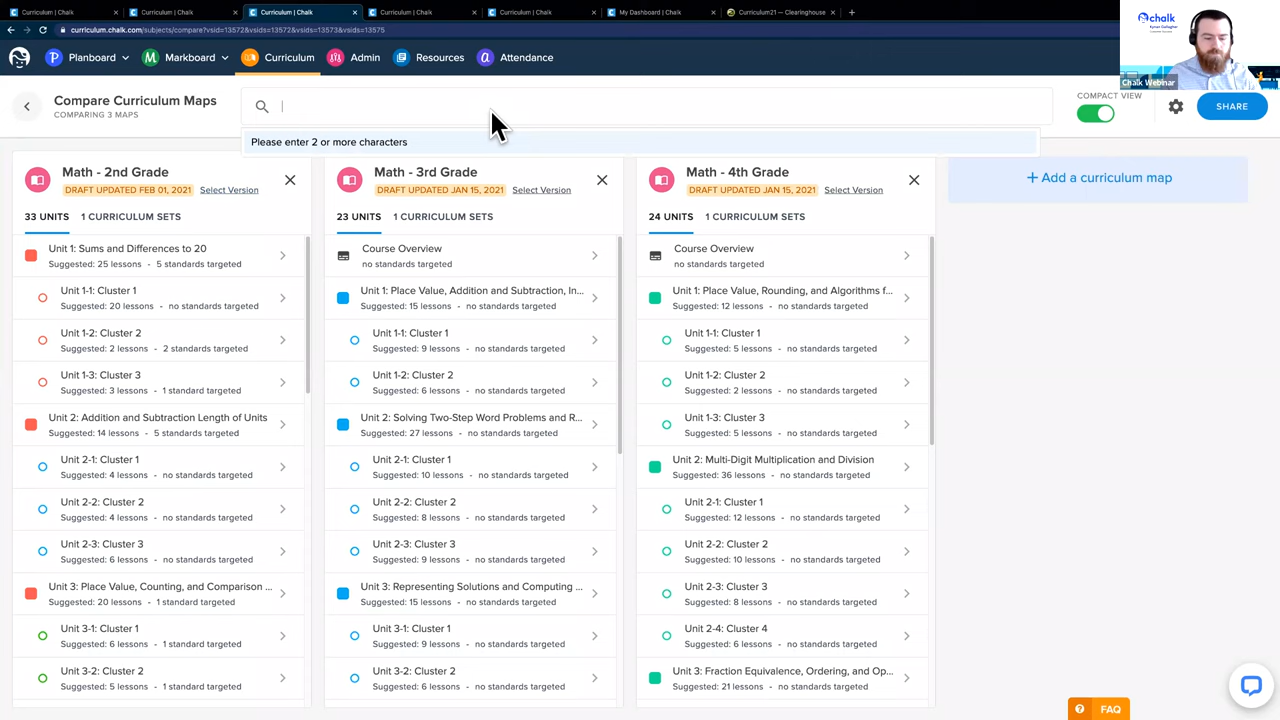 Curriculum | Chalk
Curriculum | Chalk
Curriculum | Chalk
Curriculum | Chalk
Curriculum | Chalk
My Dashboard | Chalk
Curriculum21 — Clearinghouse
curriculum.chalk.com/subjects/compare?vsid=13572&vsids=13572&vsids=13573&vsids=13575
Planboard
Markboard
Curriculum
Admin
Resources
Attendance
chalk
Chalk Webinar
Compare Curriculum Maps
COMPARING 3 MAPS
Please enter 2 or more characters
COMPACT VIEW
SHARE
Math - 2nd Grade
DRAFT UPDATED FEB 01, 2021 Select Version
33 UNITS 1 CURRICULUM SETS
Unit 1: Sums and Differences to 20
Suggested: 25 lessons - 5 standards targeted
Unit 1-1: Cluster 1
Suggested: 20 lessons - no standards targeted
Unit 1-2: Cluster 2
Suggested: 2 lessons - 2 standards targeted
Unit 1-3: Cluster 3
Suggested: 3 lessons - 1 standard targeted
Unit 2: Addition and Subtraction Length of Units
Suggested: 14 lessons - 5 standards targeted
Unit 2-1: Cluster 1
Suggested: 4 lessons - no standards targeted
Unit 2-2: Cluster 2
Suggested: 4 lessons - no standards targeted
Unit 2-3: Cluster 3
Suggested: 6 lessons - no standards targeted
Unit 3: Place Value, Counting, and Comparison ...
Suggested: 20 lessons - 1 standard targeted
Unit 3-1: Cluster 1
Suggested: 6 lessons - 1 standard targeted
Unit 3-2: Cluster 2
Suggested: 5 lessons - 1 standard targeted
Math - 3rd Grade
DRAFT UPDATED JAN 15, 2021 Select Version
23 UNITS 1 CURRICULUM SETS
Course Overview
no standards targeted
Unit 1: Place Value, Addition and Subtraction, In...
Suggested: 15 lessons - no standards targeted
Unit 1-1: Cluster 1
Suggested: 9 lessons - no standards targeted
Unit 1-2: Cluster 2
Suggested: 6 lessons - no standards targeted
Unit 2: Solving Two-Step Word Problems and R...
Suggested: 27 lessons - no standards targeted
Unit 2-1: Cluster 1
Suggested: 10 lessons - no standards targeted
Unit 2-2: Cluster 2
Suggested: 8 lessons - no standards targeted
Unit 2-3: Cluster 3
Suggested: 9 lessons - no standards targeted
Unit 3: Representing Solutions and Computing ...
Suggested: 15 lessons - no standards targeted
Unit 3-1: Cluster 1
Suggested: 9 lessons - no standards targeted
Unit 3-2: Cluster 2
Suggested: 6 lessons - no standards targeted
Math - 4th Grade
DRAFT UPDATED JAN 15, 2021 Select Version
24 UNITS 1 CURRICULUM SETS
Course Overview
no standards targeted
Unit 1: Place Value, Rounding, and Algorithms f...
Suggested: 12 lessons - no standards targeted
Unit 1-1: Cluster 1
Suggested: 5 lessons - no standards targeted
Unit 1-2: Cluster 2
Suggested: 2 lessons - no standards targeted
Unit 1-3: Cluster 3
Suggested: 5 lessons - no standards targeted
Unit 2: Multi-Digit Multiplication and Division
Suggested: 36 lessons - no standards targeted
Unit 2-1: Cluster 1
Suggested: 12 lessons - no standards targeted
Unit 2-2: Cluster 2
Suggested: 10 lessons - no standards targeted
Unit 2-3: Cluster 3
Suggested: 8 lessons - no standards targeted
Unit 2-4: Cluster 4
Suggested: 6 lessons - no standards targeted
Unit 3: Fraction Equivalence, Ordering, and Op...
Suggested: 21 lessons - no standards targeted
+ Add a curriculum map
? FAQ